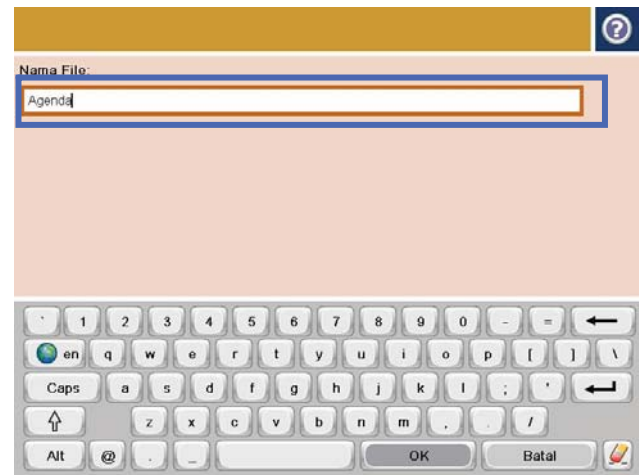 ?
Nama File:
Agenda
` 1 2 3 4 5 6 7 8 9 0 - =
en q w e r t y u i o p [ ] \
Caps a s d f g h j k l ; '
z x c v b n m , . /
Alt @ . _ OK Batal